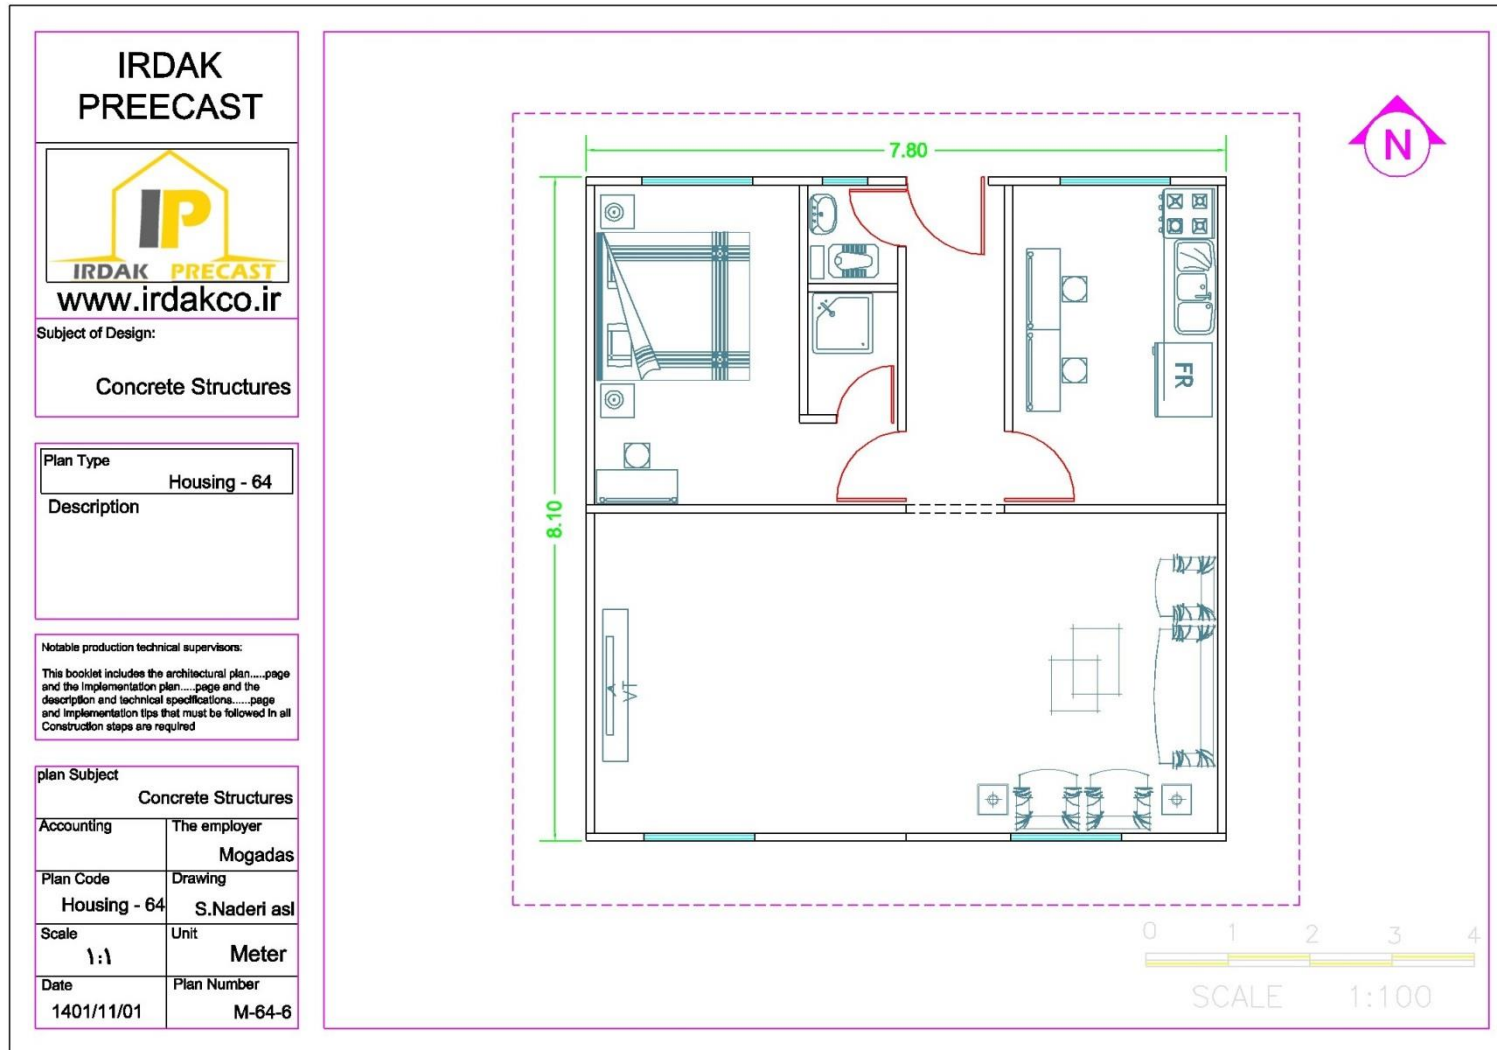 IRDAK
PREECAST
IP
IRDAK PRECAST
www.irdakco.ir
Subject of Design:
Concrete Structures
Plan Type
Housing - 64
Description
Notable production technical supervisors:
This booklet includes the architectural plan.....page
and the implementation plan.....page and the
description and technical specifications......page
and implementation tips that must be followed in all
Construction steps are required
plan Subject
Concrete Structures
Accounting
The employer
Mogadas
Plan Code
Housing - 64
Drawing
S.Naderi asl
Scale
١:١
Unit
Meter
Date
1401/11/01
Plan Number
M-64-6
7.80
N
8.10
FR
TV
0 1 2 3 4
SCALE 1:100